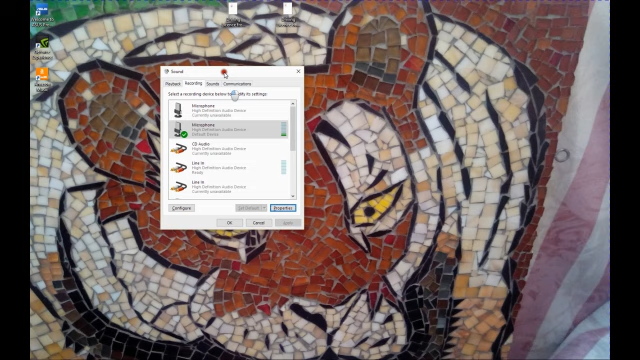 Sound
Playback Recording Sounds Communications
Select a recording device below to modify its settings:
Microphone
High Definition Audio Device
Currently unavailable
Microphone
High Definition Audio Device
Default Device
CD Audio
High Definition Audio Device
Currently unavailable
Line In
High Definition Audio Device
Ready
Line In
High Definition Audio Device
Currently unavailable
Configure Set Default Properties
OK Cancel Apply